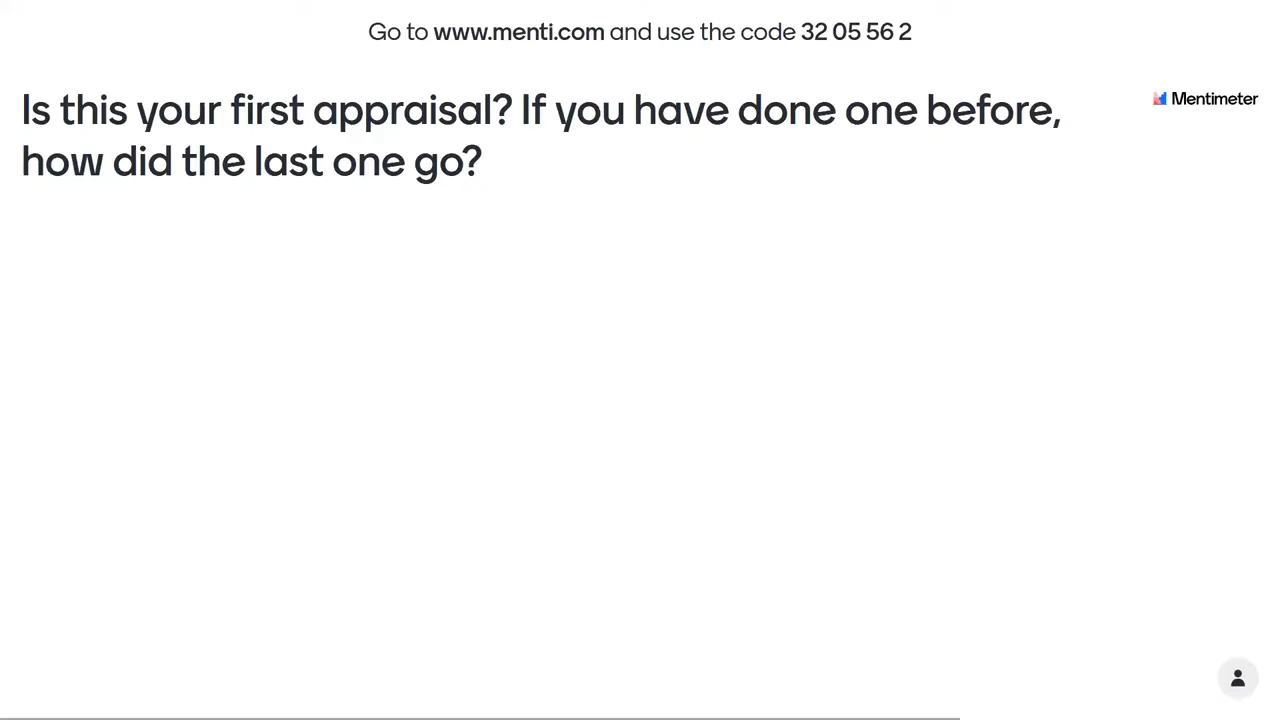 Go to www.menti.com and use the code 32 05 56 2
Is this your first appraisal? If you have done one before,
how did the last one go?
Mentimeter